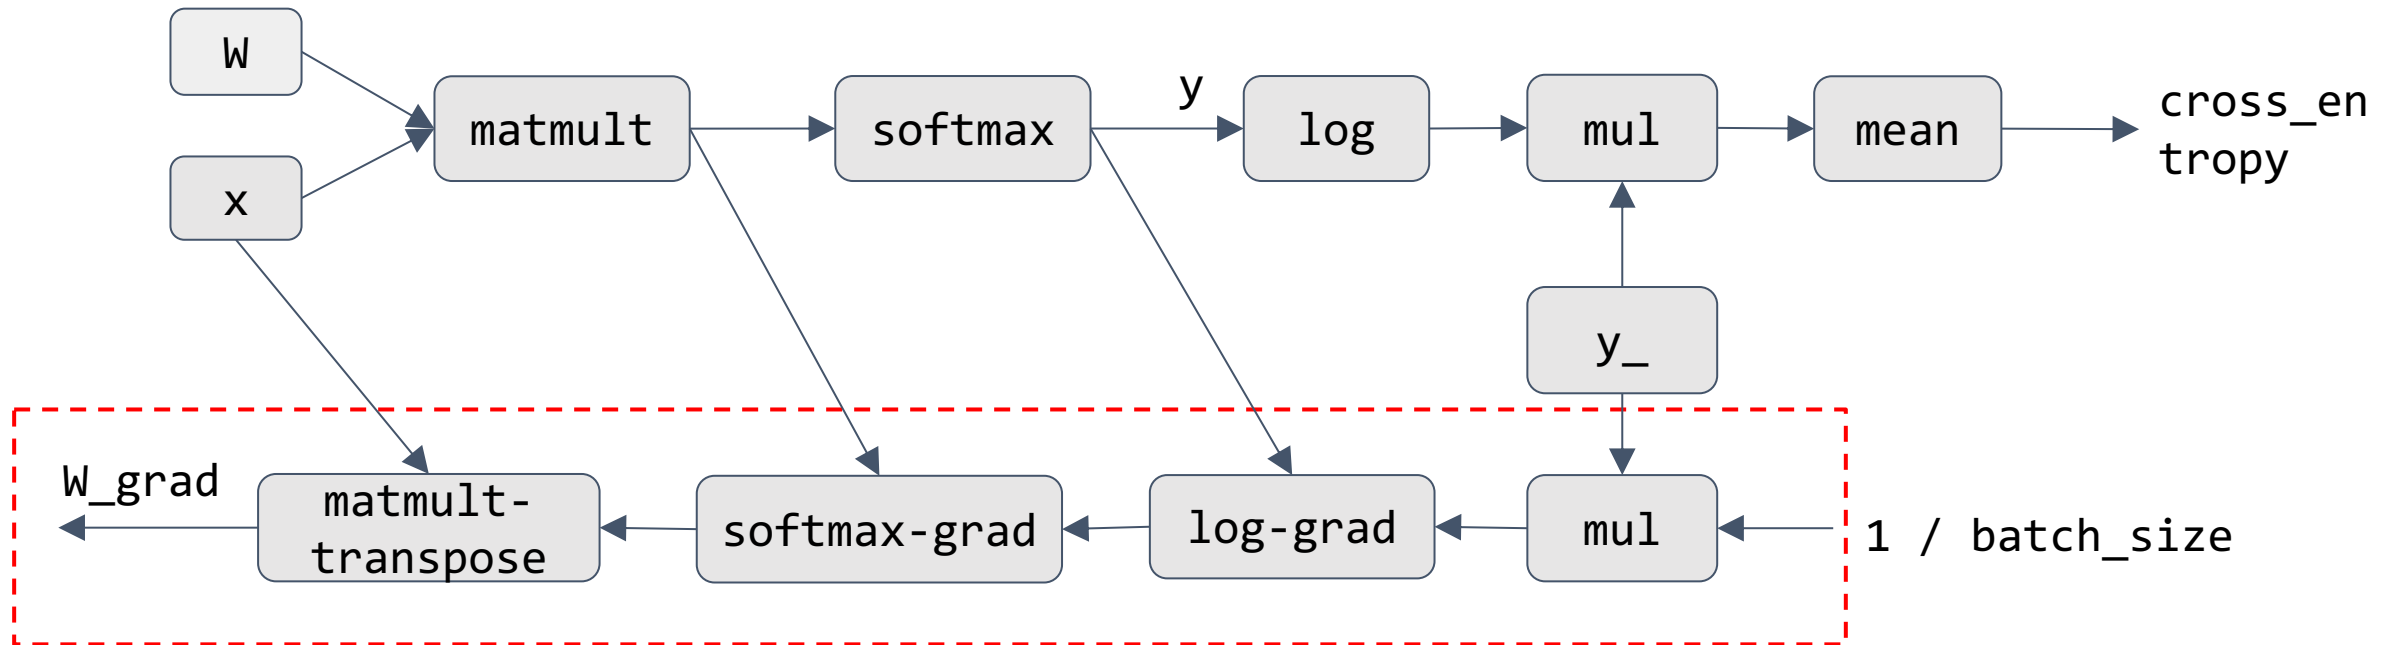 W
x
matmult
softmax
y
log
mul
mean
cross_en
tropy
y_
W_grad
matmult-
transpose
softmax-grad
log-grad
mul
1 / batch_size